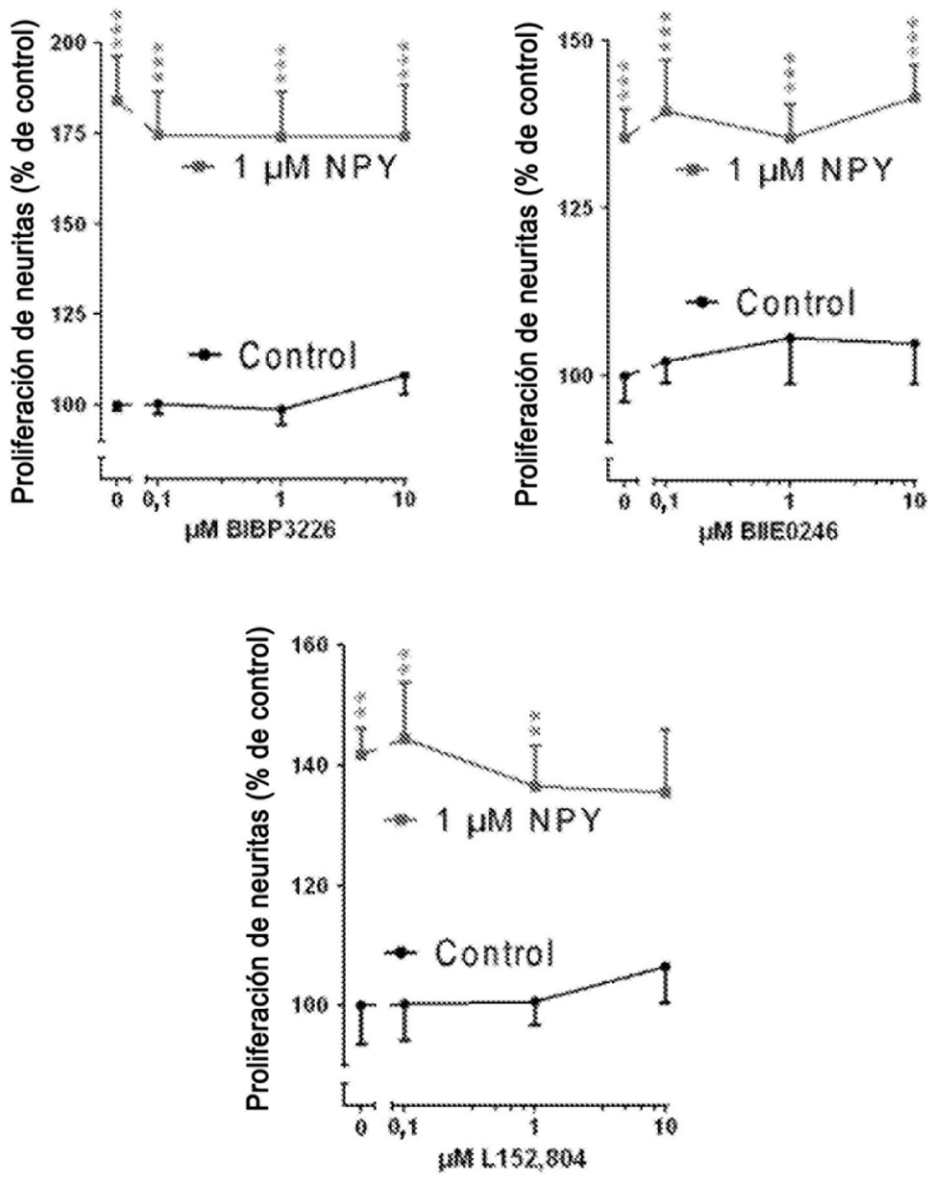 Proliferación de neuritas (% de control)
200
175
150
125
100
****
***
***
***
1 µM NPY
Control
0 0,1 1 10
µM BIBP3226
Proliferación de neuritas (% de control)
150
125
100
****
****
****
****
1 µM NPY
Control
0 0,1 1 10
µM BIIE0246
Proliferación de neuritas (% de control)
160
140
120
100
***
***
**
1 µM NPY
Control
0 0,1 1 10
µM L152,804